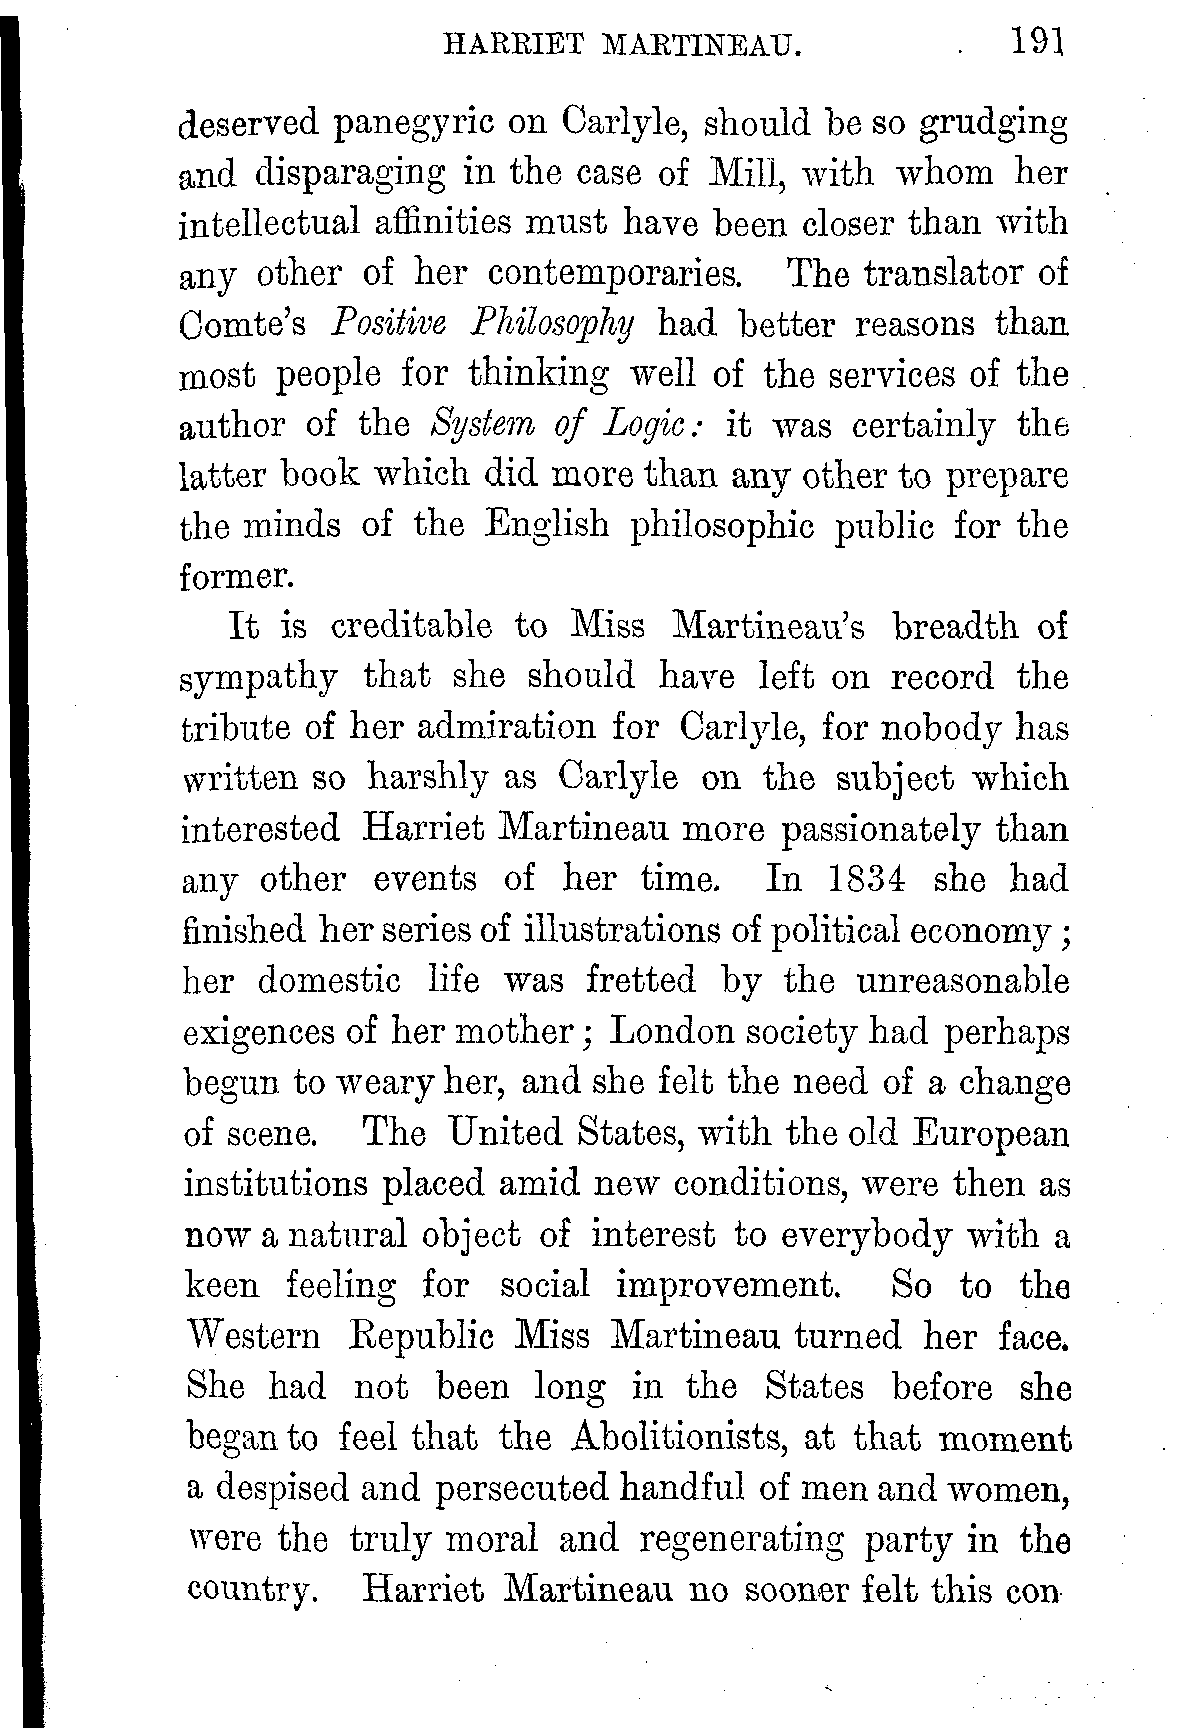 HARRIET MARTINEAU. 191
deserved panegyric on Carlyle, should be so grudging
and disparaging in the case of Mill, with whom her
intellectual affinities must have been closer than with
any other of her contemporaries. The translator of
Comte's Positive Philosophy had better reasons than
most people for thinking well of the services of the
author of the System of Logic: it was certainly the
latter book which did more than any other to prepare
the minds of the English philosophic public for the
former.
It is creditable to Miss Martineau's breadth of
sympathy that she should have left on record the
tribute of her admiration for Carlyle, for nobody has
written so harshly as Carlyle on the subject which
interested Harriet Martineau more passionately than
any other events of her time. In 1834 she had
finished her series of illustrations of political economy;
her domestic life was fretted by the unreasonable
exigences of her mother; London society had perhaps
begun to weary her, and she felt the need of a change
of scene. The United States, with the old European
institutions placed amid new conditions, were then as
now a natural object of interest to everybody with a
keen feeling for social improvement. So to the
Western Republic Miss Martineau turned her face.
She had not been long in the States before she
began to feel that the Abolitionists, at that moment
a despised and persecuted handful of men and women,
were the truly moral and regenerating party in the
country. Harriet Martineau no sooner felt this con-